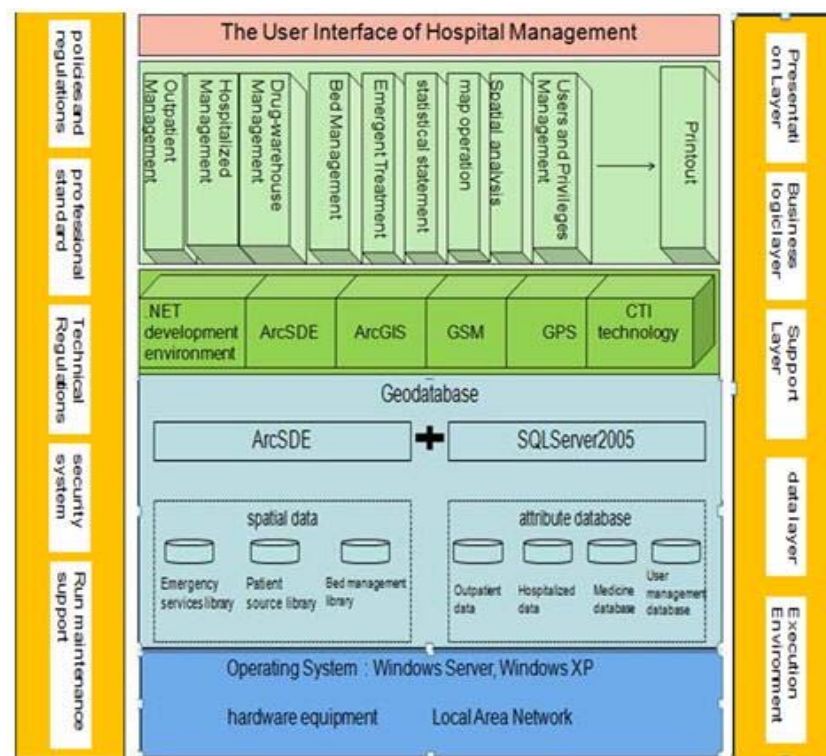 The User Interface of Hospital Management
policies and
regulations
professional
standard
Technical
Regulations
security
system
Run maintenance
support
Outpatient
Management
Hospitalized
Management
Drug-warehouse
Management
Bed Management
Emergent Treatment
statistical statement
map operation
Spatial analysis
Users and Privileges
Management
Printout
.NET
development
environment
ArcSDE
ArcGIS
GSM
GPS
CTI
technology
Geodatabase
ArcSDE
+
SQLServer2005
spatial data
Emergency
services library
Patient
source library
Bed management
library
attribute database
Outpatient
data
Hospitalized
data
Medicine
database
User
management
database
Operating System : Windows Server, Windows XP
hardware equipment Local Area Network
Presentati
on Layer
Business
logic layer
Support
Layer
data layer
Execution
Environment